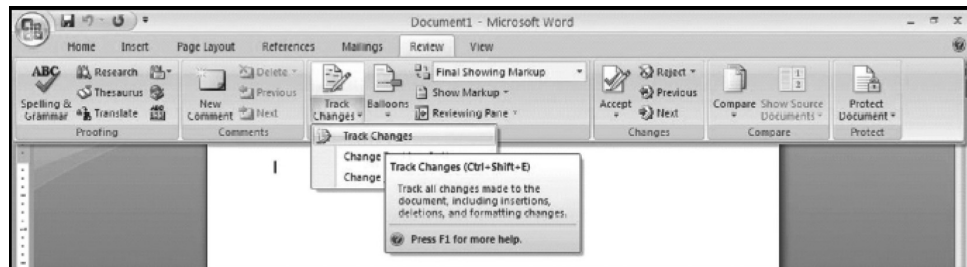 Document1 - Microsoft Word
Home Insert Page Layout References Mailings Review View
ABC
Spelling & Grammar
Research
Thesaurus
Translate
Proofing
New Comment
Delete
Previous
Next
Comments
Track Changes
Balloons
Final Showing Markup
Show Markup
Reviewing Pane
Accept
Reject
Previous
Next
Changes
Compare
Show Source Documents
Compare
Protect Document
Protect
Track Changes
Change
Change
Track Changes (Ctrl+Shift+E)
Track all changes made to the
document, including insertions,
deletions, and formatting changes.
Press F1 for more help.